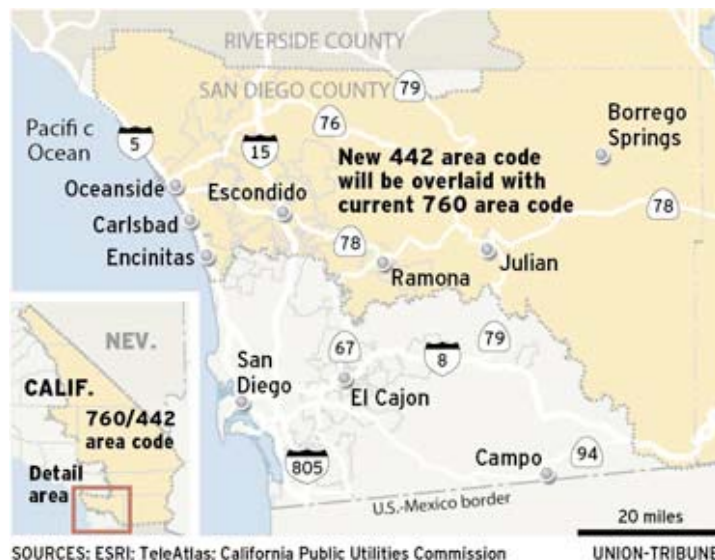 RIVERSIDE COUNTY
SAN DIEGO COUNTY
79
76
Pacific
Ocean
5
15
Borrego
Springs
New 442 area code
will be overlaid with
current 760 area code
Oceanside
Escondido
78
Carlsbad
78
Encinitas
Ramona
Julian
NEV.
CALIF.
760/442
area code
Detail
area
67
79
8
San
Diego
El Cajon
805
Campo
94
U.S.-Mexico border
20 miles
SOURCES: ESRI; TeleAtlas; California Public Utilities Commission
UNION-TRIBUNE